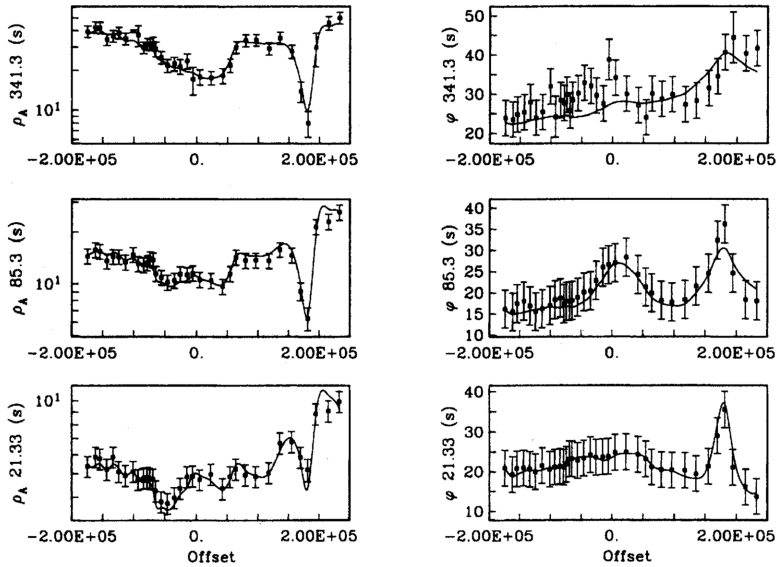 ρA 341.3 (s)
10¹
-2.00E+05 0. 2.00E+05
φ 341.3 (s)
50
40
30
20
-2.00E+05 0. 2.00E+05
ρA 85.3 (s)
10¹
-2.00E+05 0. 2.00E+05
φ 85.3 (s)
40
35
30
25
20
15
10
-2.00E+05 0. 2.00E+05
ρA 21.33 (s)
10¹
-2.00E+05 0. 2.00E+05
Offset
φ 21.33 (s)
40
30
20
10
-2.00E+05 0. 2.00E+05
Offset